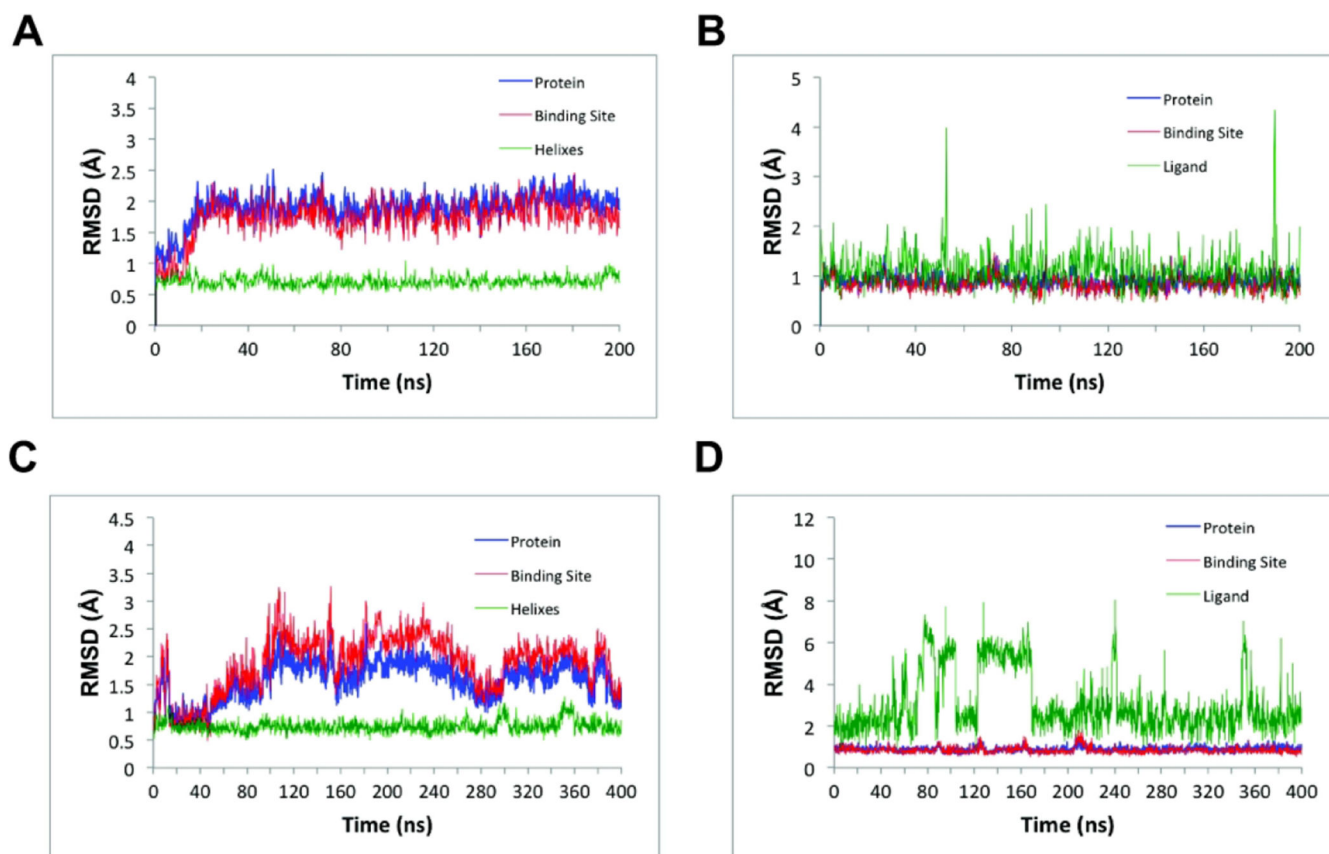 A
4
3.5
3
2.5
2
1.5
1
0.5
0
RMSD (Å)
Protein
Binding Site
Helixes
0 40 80 120 160 200
Time (ns)
B
5
4
3
2
1
0
RMSD (Å)
Protein
Binding Site
Ligand
0 40 80 120 160 200
Time (ns)
C
4.5
4
3.5
3
2.5
2
1.5
1
0.5
0
RMSD (Å)
Protein
Binding Site
Helixes
0 40 80 120 160 200 240 280 320 360 400
Time (ns)
D
12
10
8
6
4
2
0
RMSD (Å)
Protein
Binding Site
Ligand
0 40 80 120 160 200 240 280 320 360 400
Time (ns)